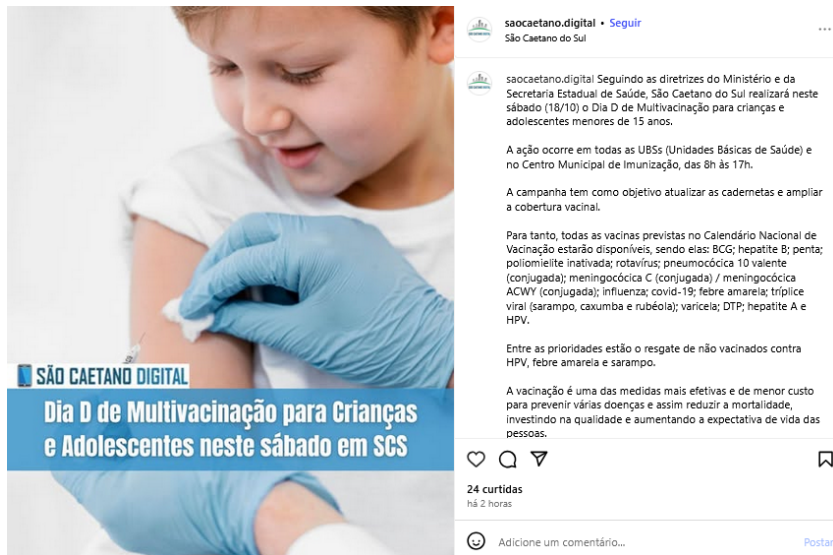 SÃO CAETANO DIGITAL
Dia D de Multivacinação para Crianças
e Adolescentes neste sábado em SCS
saocaetano.digital • Seguir
São Caetano do Sul
saocaetano.digital Seguindo as diretrizes do Ministério e da
Secretaria Estadual de Saúde, São Caetano do Sul realizará neste
sábado (18/10) o Dia D de Multivacinação para crianças e
adolescentes menores de 15 anos.
A ação ocorre em todas as UBSs (Unidades Básicas de Saúde) e
no Centro Municipal de Imunização, das 8h às 17h.
A campanha tem como objetivo atualizar as cadernetas e ampliar
a cobertura vacinal.
Para tanto, todas as vacinas previstas no Calendário Nacional de
Vacinação estarão disponíveis, sendo elas: BCG; hepatite B; penta;
poliomielite inativada; rotavírus; pneumocócica 10 valente
(conjugada); meningocócica C (conjugada) / meningocócica
ACWY (conjugada); influenza; covid-19; febre amarela; tríplice
viral (sarampo, caxumba e rubéola); varicela; DTP; hepatite A e
HPV.
Entre as prioridades estão o resgate de não vacinados contra
HPV, febre amarela e sarampo.
A vacinação é uma das medidas mais efetivas e de menor custo
para prevenir várias doenças e assim reduzir a mortalidade,
investindo na qualidade e aumentando a expectativa de vida das
pessoas.
24 curtidas
há 2 horas
Adicione um comentário...
Postar